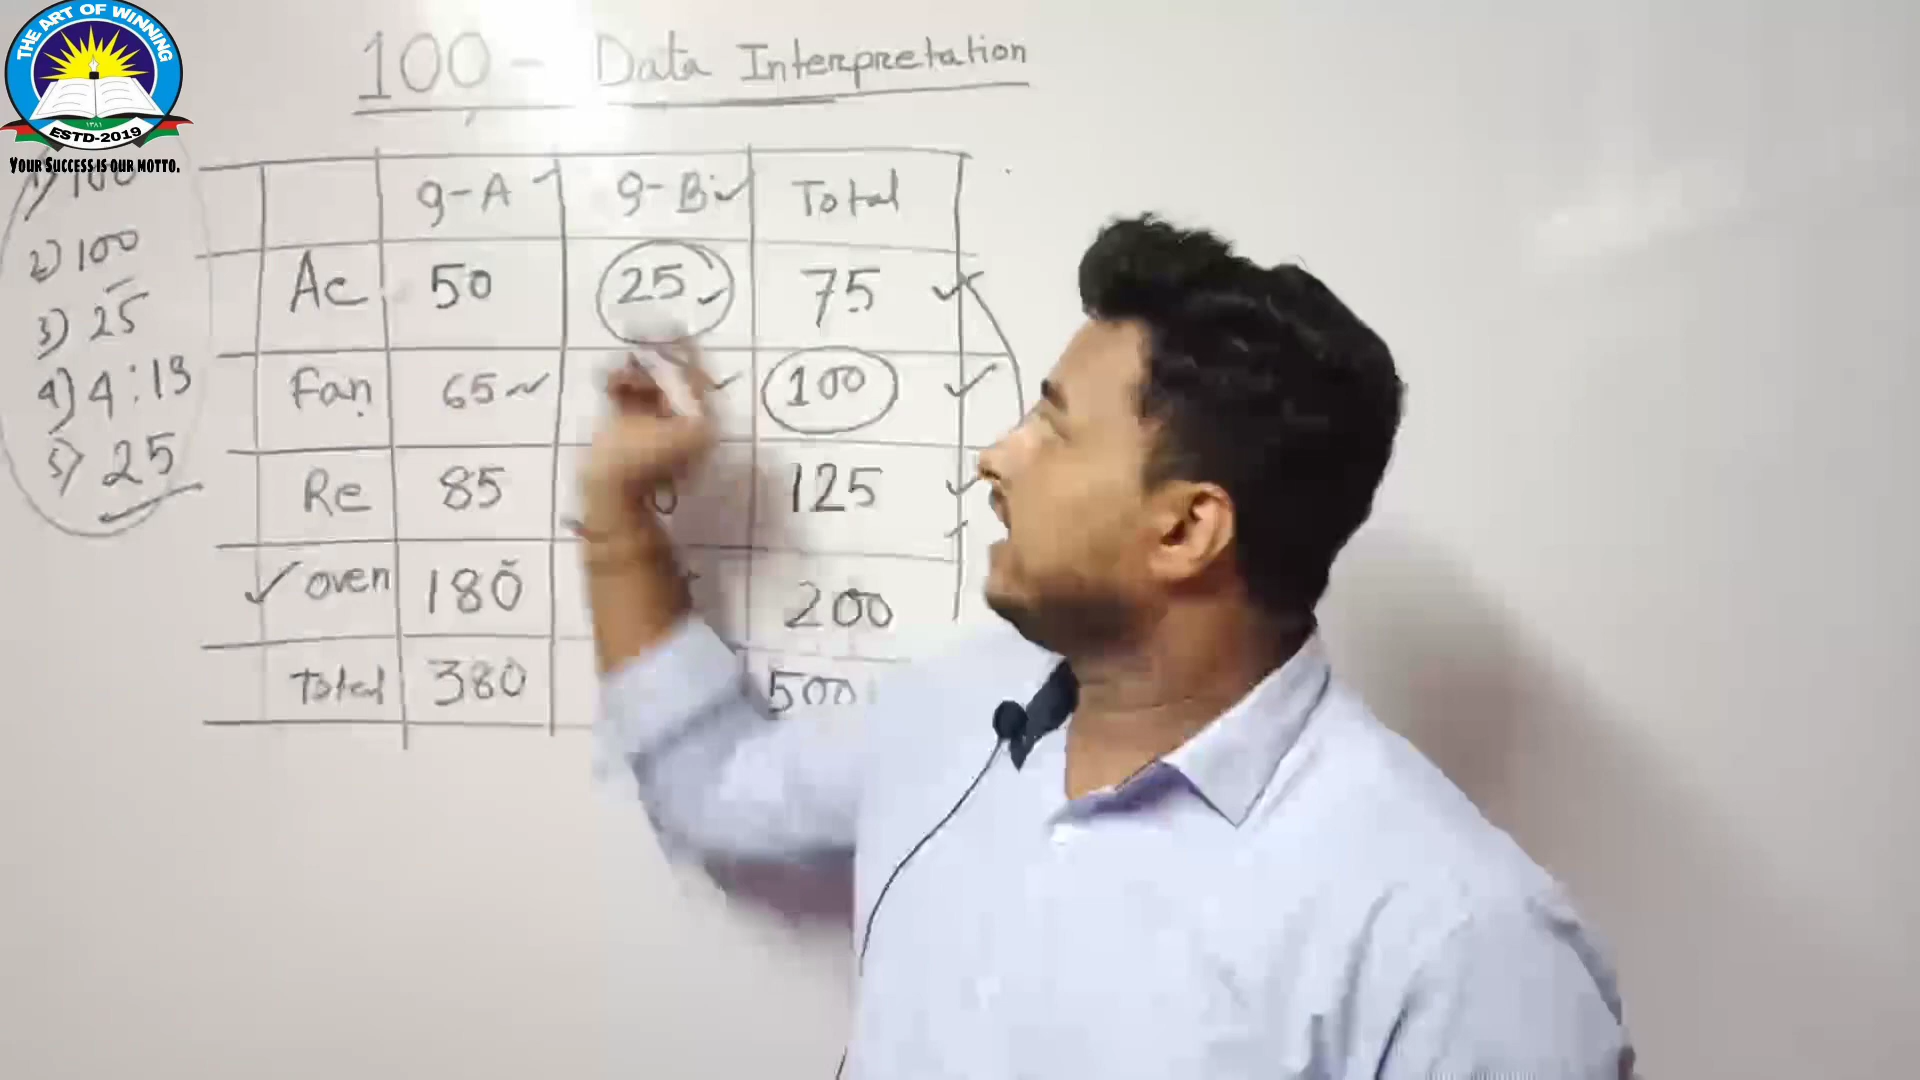 THE ART OF WINNING
ESTD-2019
YOUR SUCCESS IS OUR MOTTO.
100 - Data Interpretation
1) 100
2) 100
3) 25
4) 4:13
5) 25
9-A 9-B Total
Ac 50 25 75
Fan 65 100
Re 85 125
oven 180 200
Total 380 500